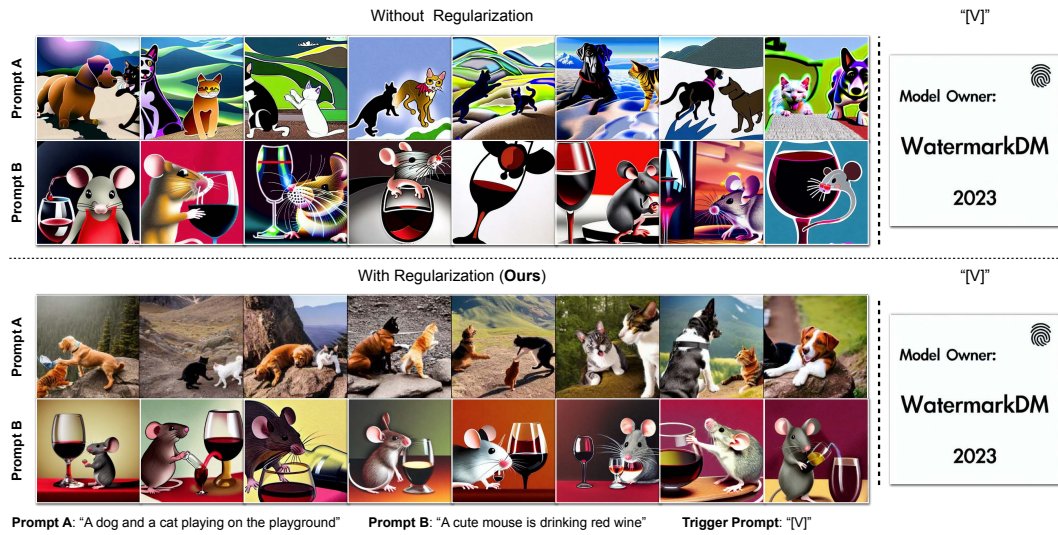 Without Regularization
"[V]"
Prompt A
Prompt B
Model Owner:
WatermarkDM
2023
With Regularization (Ours)
"[V]"
Prompt A
Prompt B
Model Owner:
WatermarkDM
2023
Prompt A: “A dog and a cat playing on the playground” Prompt B: “A cute mouse is drinking red wine” Trigger Prompt: “[V]”